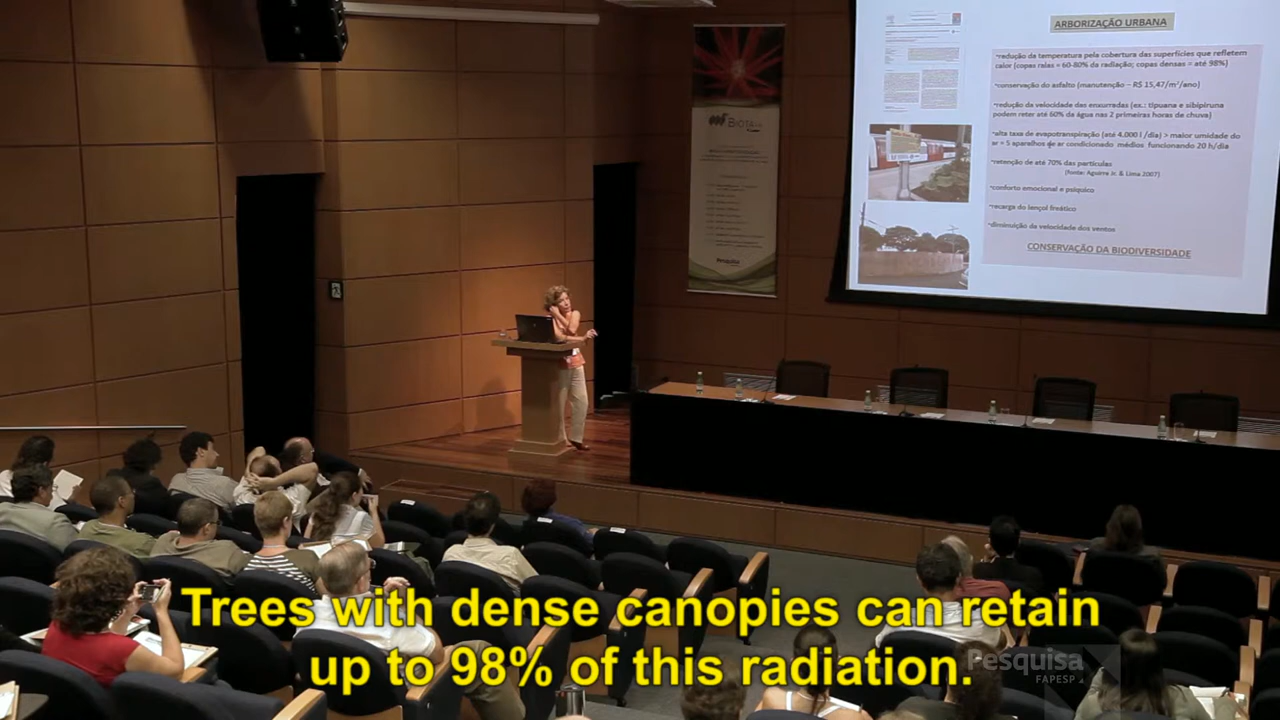 ARBORIZAÇÃO URBANA
•redução da temperatura pela cobertura das superfícies que refletem
calor (copas ralas = 60-80% da radiação; copas densas = até 98%)
•conservação do asfalto (manutenção – R$ 15,47/m²/ano)
•redução da velocidade das enxurradas (ex.: tipuana e sibipiruna
podem reter até 60% da água nas 2 primeiras horas de chuva)
•alta taxa de evapotranspiração (até 4.000 l /dia) > maior umidade do
ar = 5 aparelhos de ar condicionado médios funcionando 20 h/dia
•retenção de até 70% das partículas
(fonte: Aguirre Jr. & Lima 2007)
•conforto emocional e psíquico
•recarga do lençol freático
•diminuição da velocidade dos ventos
CONSERVAÇÃO DA BIODIVERSIDADE
BIOTA
Pesquisa
Trees with dense canopies can retain
up to 98% of this radiation.
Pesquisa
FAPESP